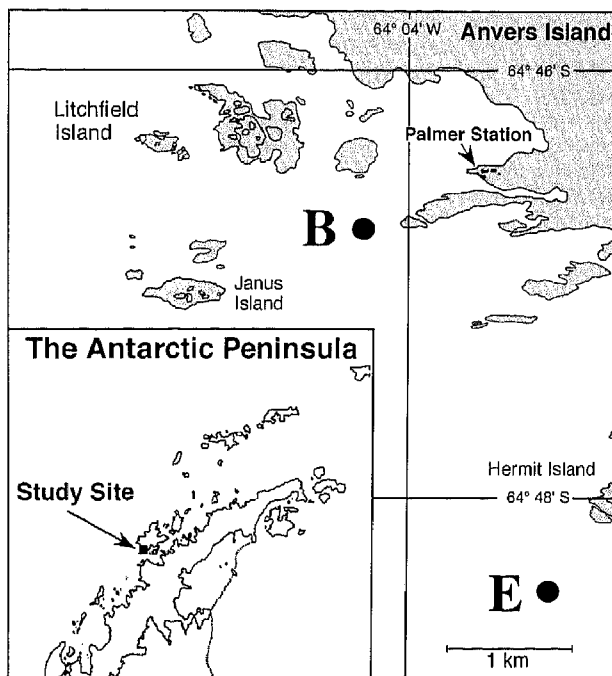 64° 04' W
Anvers Island
64° 46' S
Litchfield
Island
Palmer Station
B
Janus
Island
The Antarctic Peninsula
Study Site
Hermit Island
64° 48' S
E
1 km